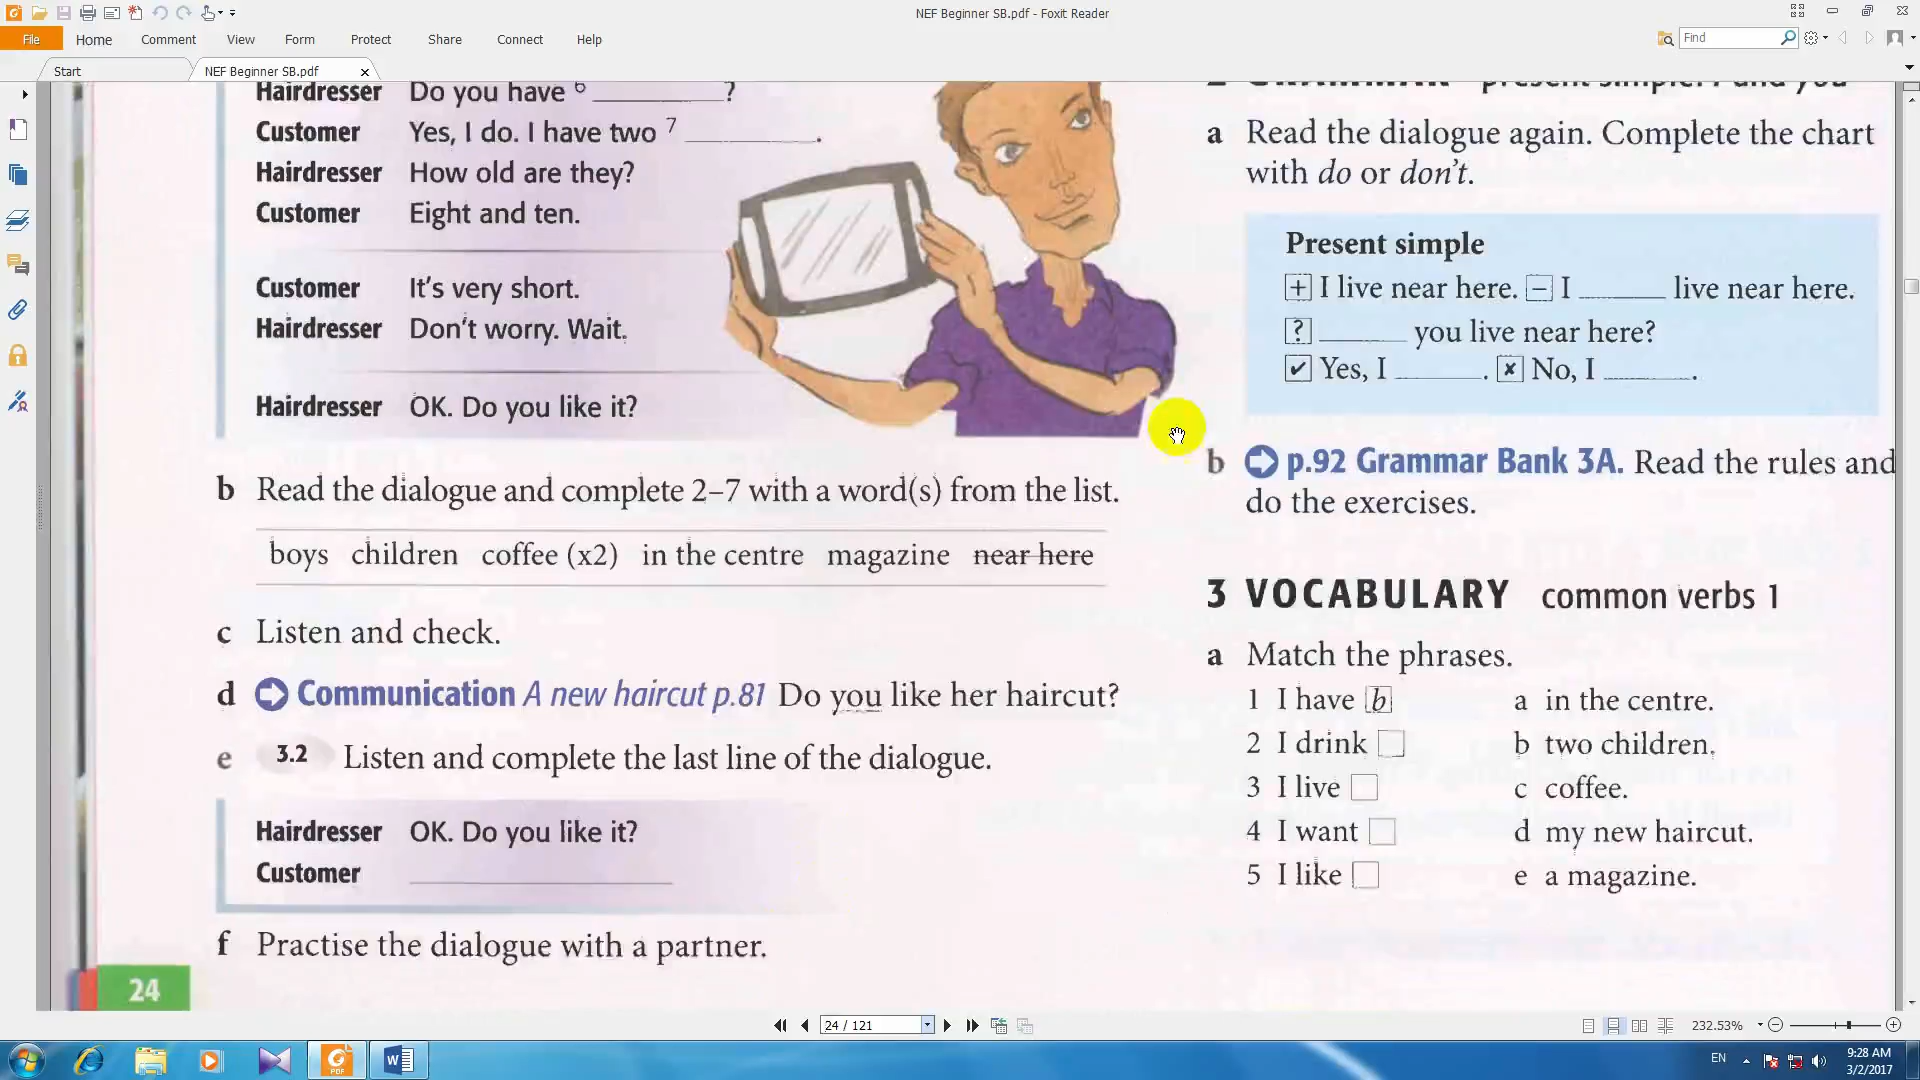 NEF Beginner SB.pdf - Foxit Reader
File Home Comment View Form Protect Share Connect Help
Find
Start NEF Beginner SB.pdf
Hairdresser Do you have 6 ________?
Customer Yes, I do. I have two 7 ________.
Hairdresser How old are they?
Customer Eight and ten.
Customer It's very short.
Hairdresser Don't worry. Wait.
Hairdresser OK. Do you like it?
b Read the dialogue and complete 2–7 with a word(s) from the list.
boys children coffee (x2) in the centre magazine near here
c Listen and check.
d Communication A new haircut p.81 Do you like her haircut?
e 3.2 Listen and complete the last line of the dialogue.
Hairdresser OK. Do you like it?
Customer ________
f Practise the dialogue with a partner.
24
a Read the dialogue again. Complete the chart
with do or don't.
Present simple
+ I live near here. − I ________ live near here.
? ________ you live near here?
✔ Yes, I ________. ✘ No, I ________.
b p.92 Grammar Bank 3A. Read the rules and
do the exercises.
3 VOCABULARY common verbs 1
a Match the phrases.
1 I have b a in the centre.
2 I drink b two children.
3 I live c coffee.
4 I want d my new haircut.
5 I like e a magazine.
24 / 121
232.53%
EN
9:28 AM
3/2/2017